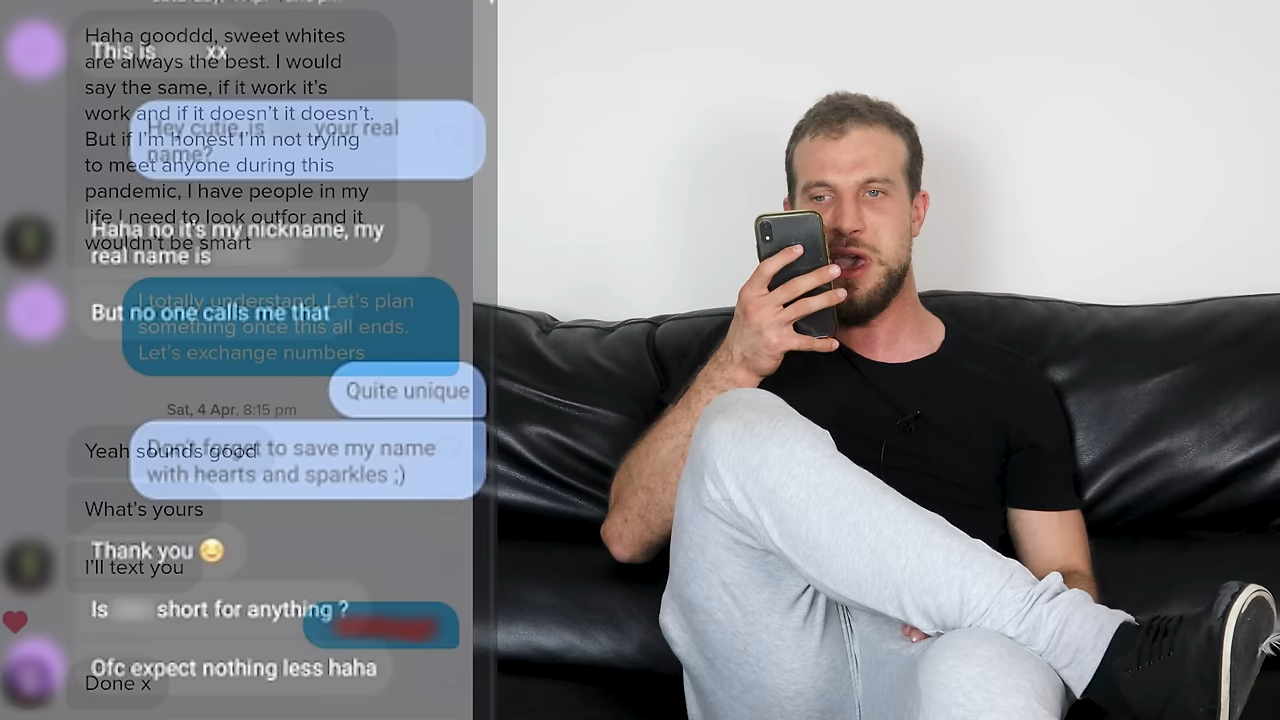 Haha gooddd, sweet whites
This is xx
are always the best. I would
say the same, if it work it's
work and if it doesn't it doesn't.
Hey cutie, is your real
But if I'm honest I'm not trying
name?
to meet anyone during this
pandemic, I have people in my
life I need to look outfor and it
Haha no it's my nickname, my
wouldn't be smart
real name is
I totally understand. Let's plan
But no one calls me that
something once this all ends.
Let's exchange numbers
Quite unique
Sat, 4 Apr, 8:15 pm
Don't forget to save my name
Yeah sounds good
with hearts and sparkles ;)
What's yours
Thank you 😊
I'll text you
Is short for anything ?
Ofc expect nothing less haha
Done x